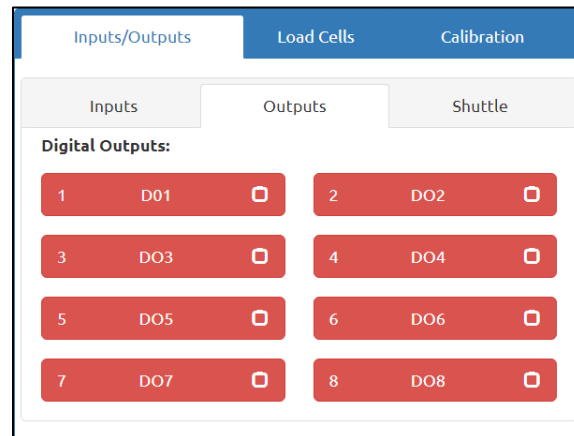 Inputs/Outputs Load Cells Calibration
Inputs Outputs Shuttle
Digital Outputs:
1 D01 2 DO2
3 DO3 4 DO4
5 DO5 6 DO6
7 DO7 8 DO8